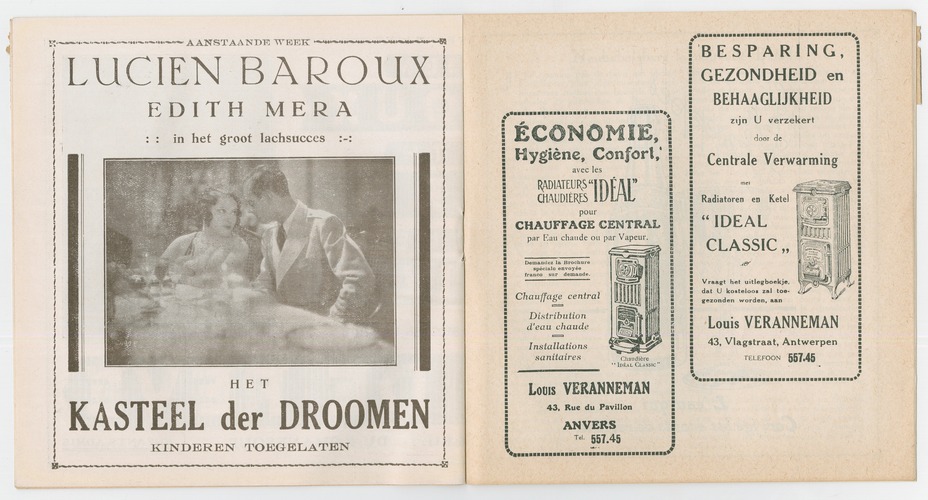 AANSTAANDE WEEK
LUCIEN BAROUX
EDITH MERA
: : in het groot lachsucces :-:
HET
KASTEEL der DROOMEN
KINDEREN TOEGELATEN
ÉCONOMIE,
Hygiène, Confort,
avec les
RADIATEURS
CHAUDIÈRES "IDÉAL"
pour
CHAUFFAGE CENTRAL
par Eau chaude ou par Vapeur.
Demandez la Brochure
spéciale envoyée
franco sur demande.
Chauffage central
Distribution
d'eau chaude
Installations
sanitaires
Chaudière
"IDEAL CLASSIC"
Louis VERANNEMAN
43, Rue du Pavillon
ANVERS
Tel. 557.45
BESPARING,
GEZONDHEID en
BEHAAGLIJKHEID
zijn U verzekert
door de
Centrale Verwarming
met
Radiatoren en Ketel
“ IDEAL
CLASSIC „
Vraagt het uitlegboekje,
dat U kosteloos zal toe-
gezonden worden, aan
Louis VERANNEMAN
43, Vlagstraat, Antwerpen
TELEFOON 557.45